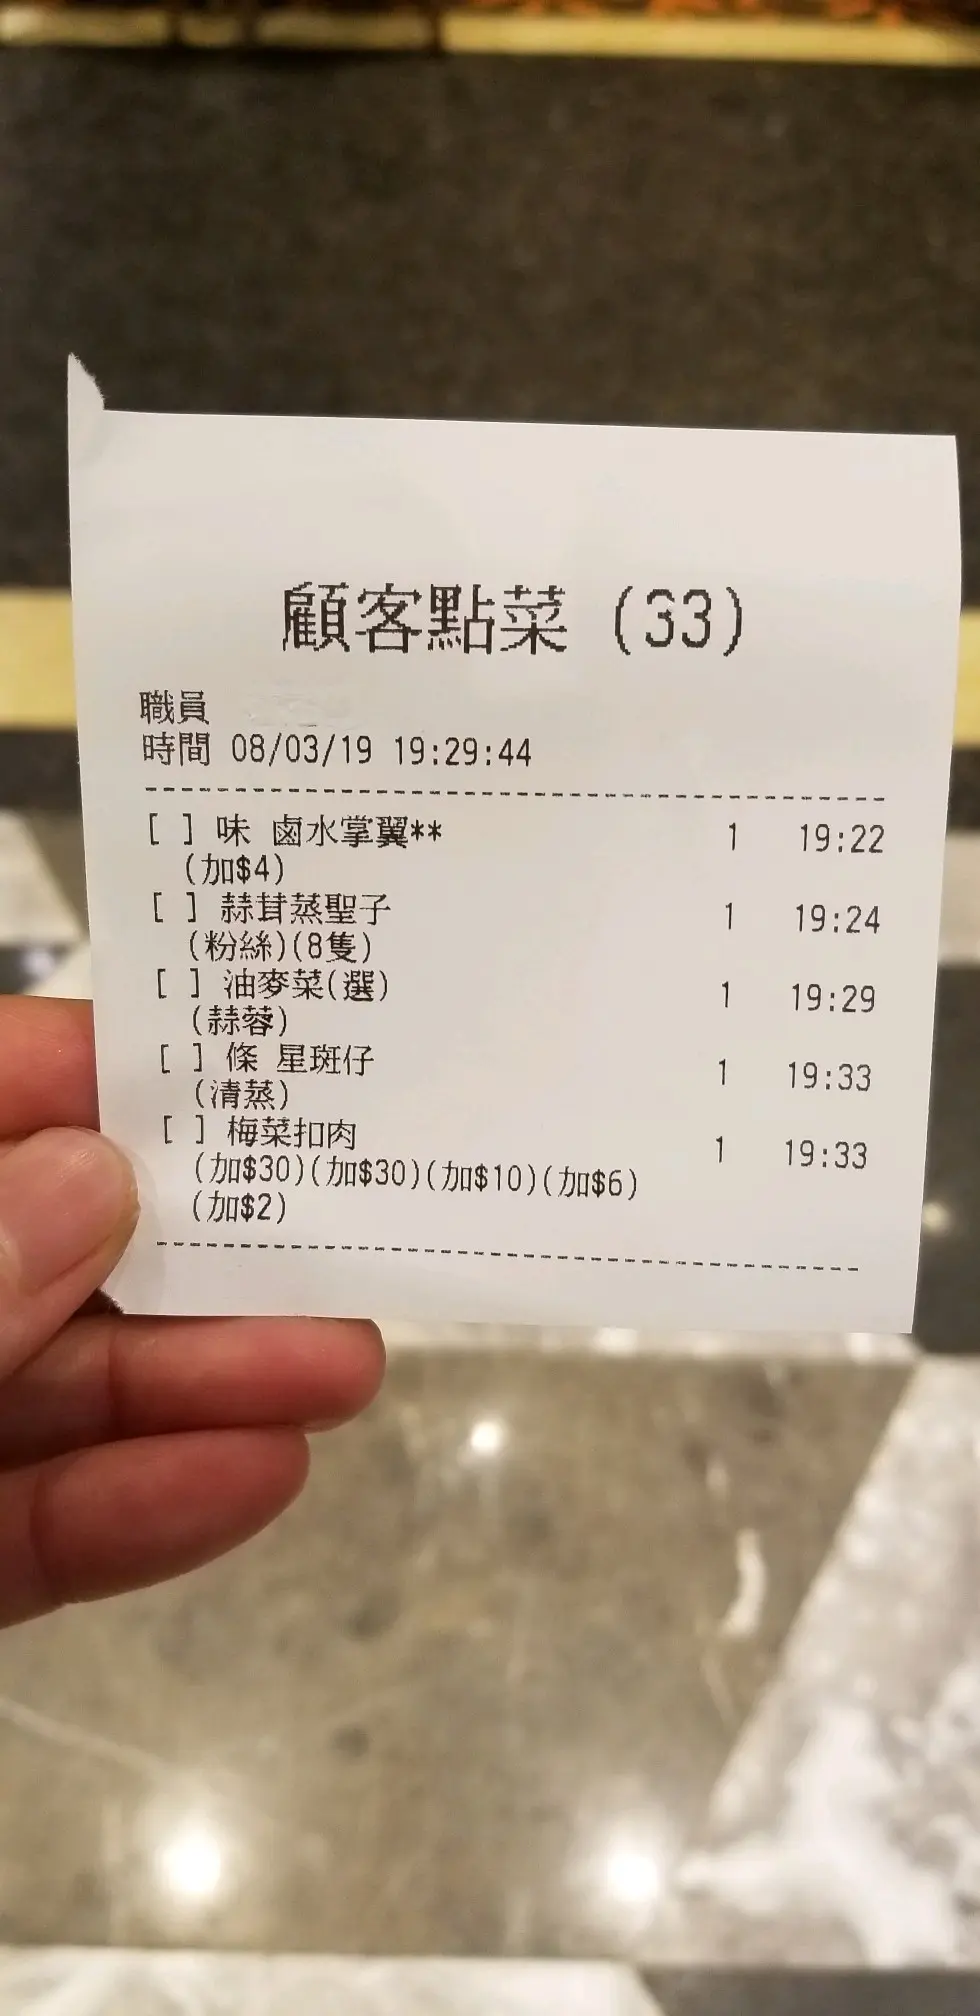 顧客點菜 (33)
職員
時間 08/03/19 19:29:44
[ ] 味 鹵水掌翼** 1 19:22
(加$4)
[ ] 蒜茸蒸聖子 1 19:24
(粉絲)(8隻)
[ ] 油麥菜(選) 1 19:29
(蒜蓉)
[ ] 條 星斑仔 1 19:33
(清蒸)
[ ] 梅菜扣肉 1 19:33
(加$30)(加$30)(加$10)(加$6)
(加$2)